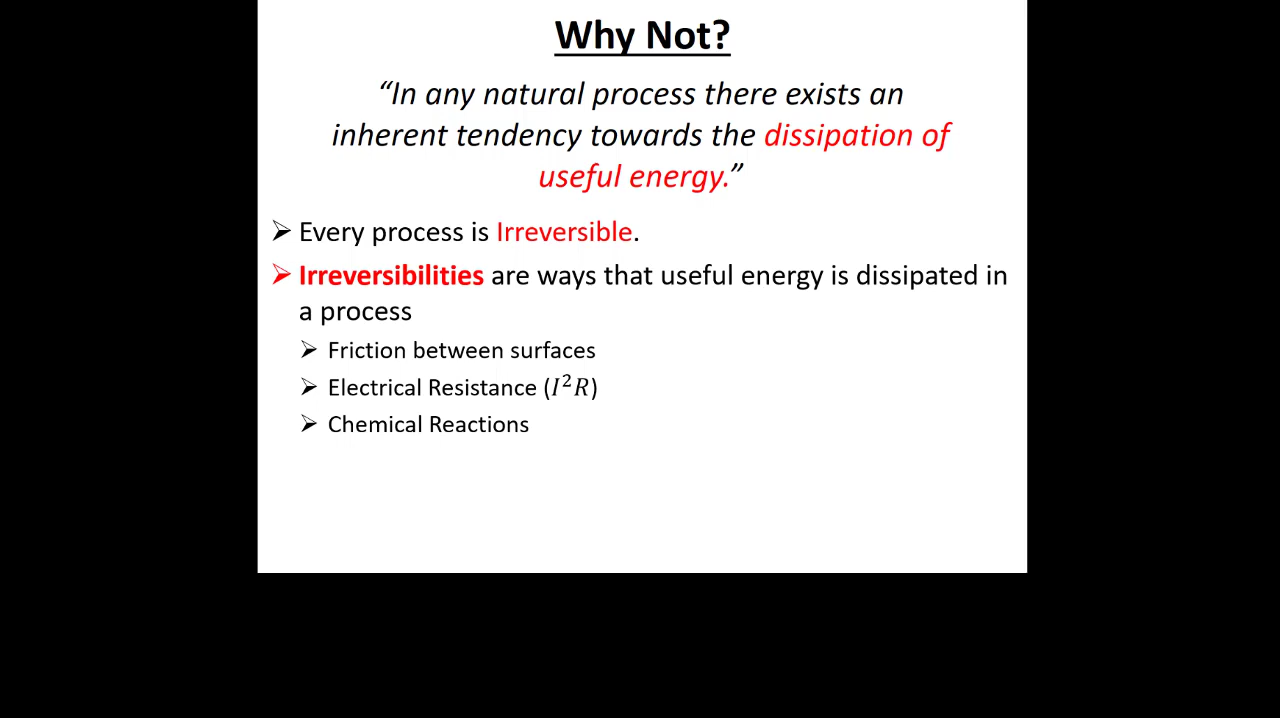 Why Not?
“In any natural process there exists an
inherent tendency towards the dissipation of
useful energy.”
➢ Every process is Irreversible.
➢ Irreversibilities are ways that useful energy is dissipated in
a process
➢ Friction between surfaces
➢ Electrical Resistance (𝐼²𝑅)
➢ Chemical Reactions